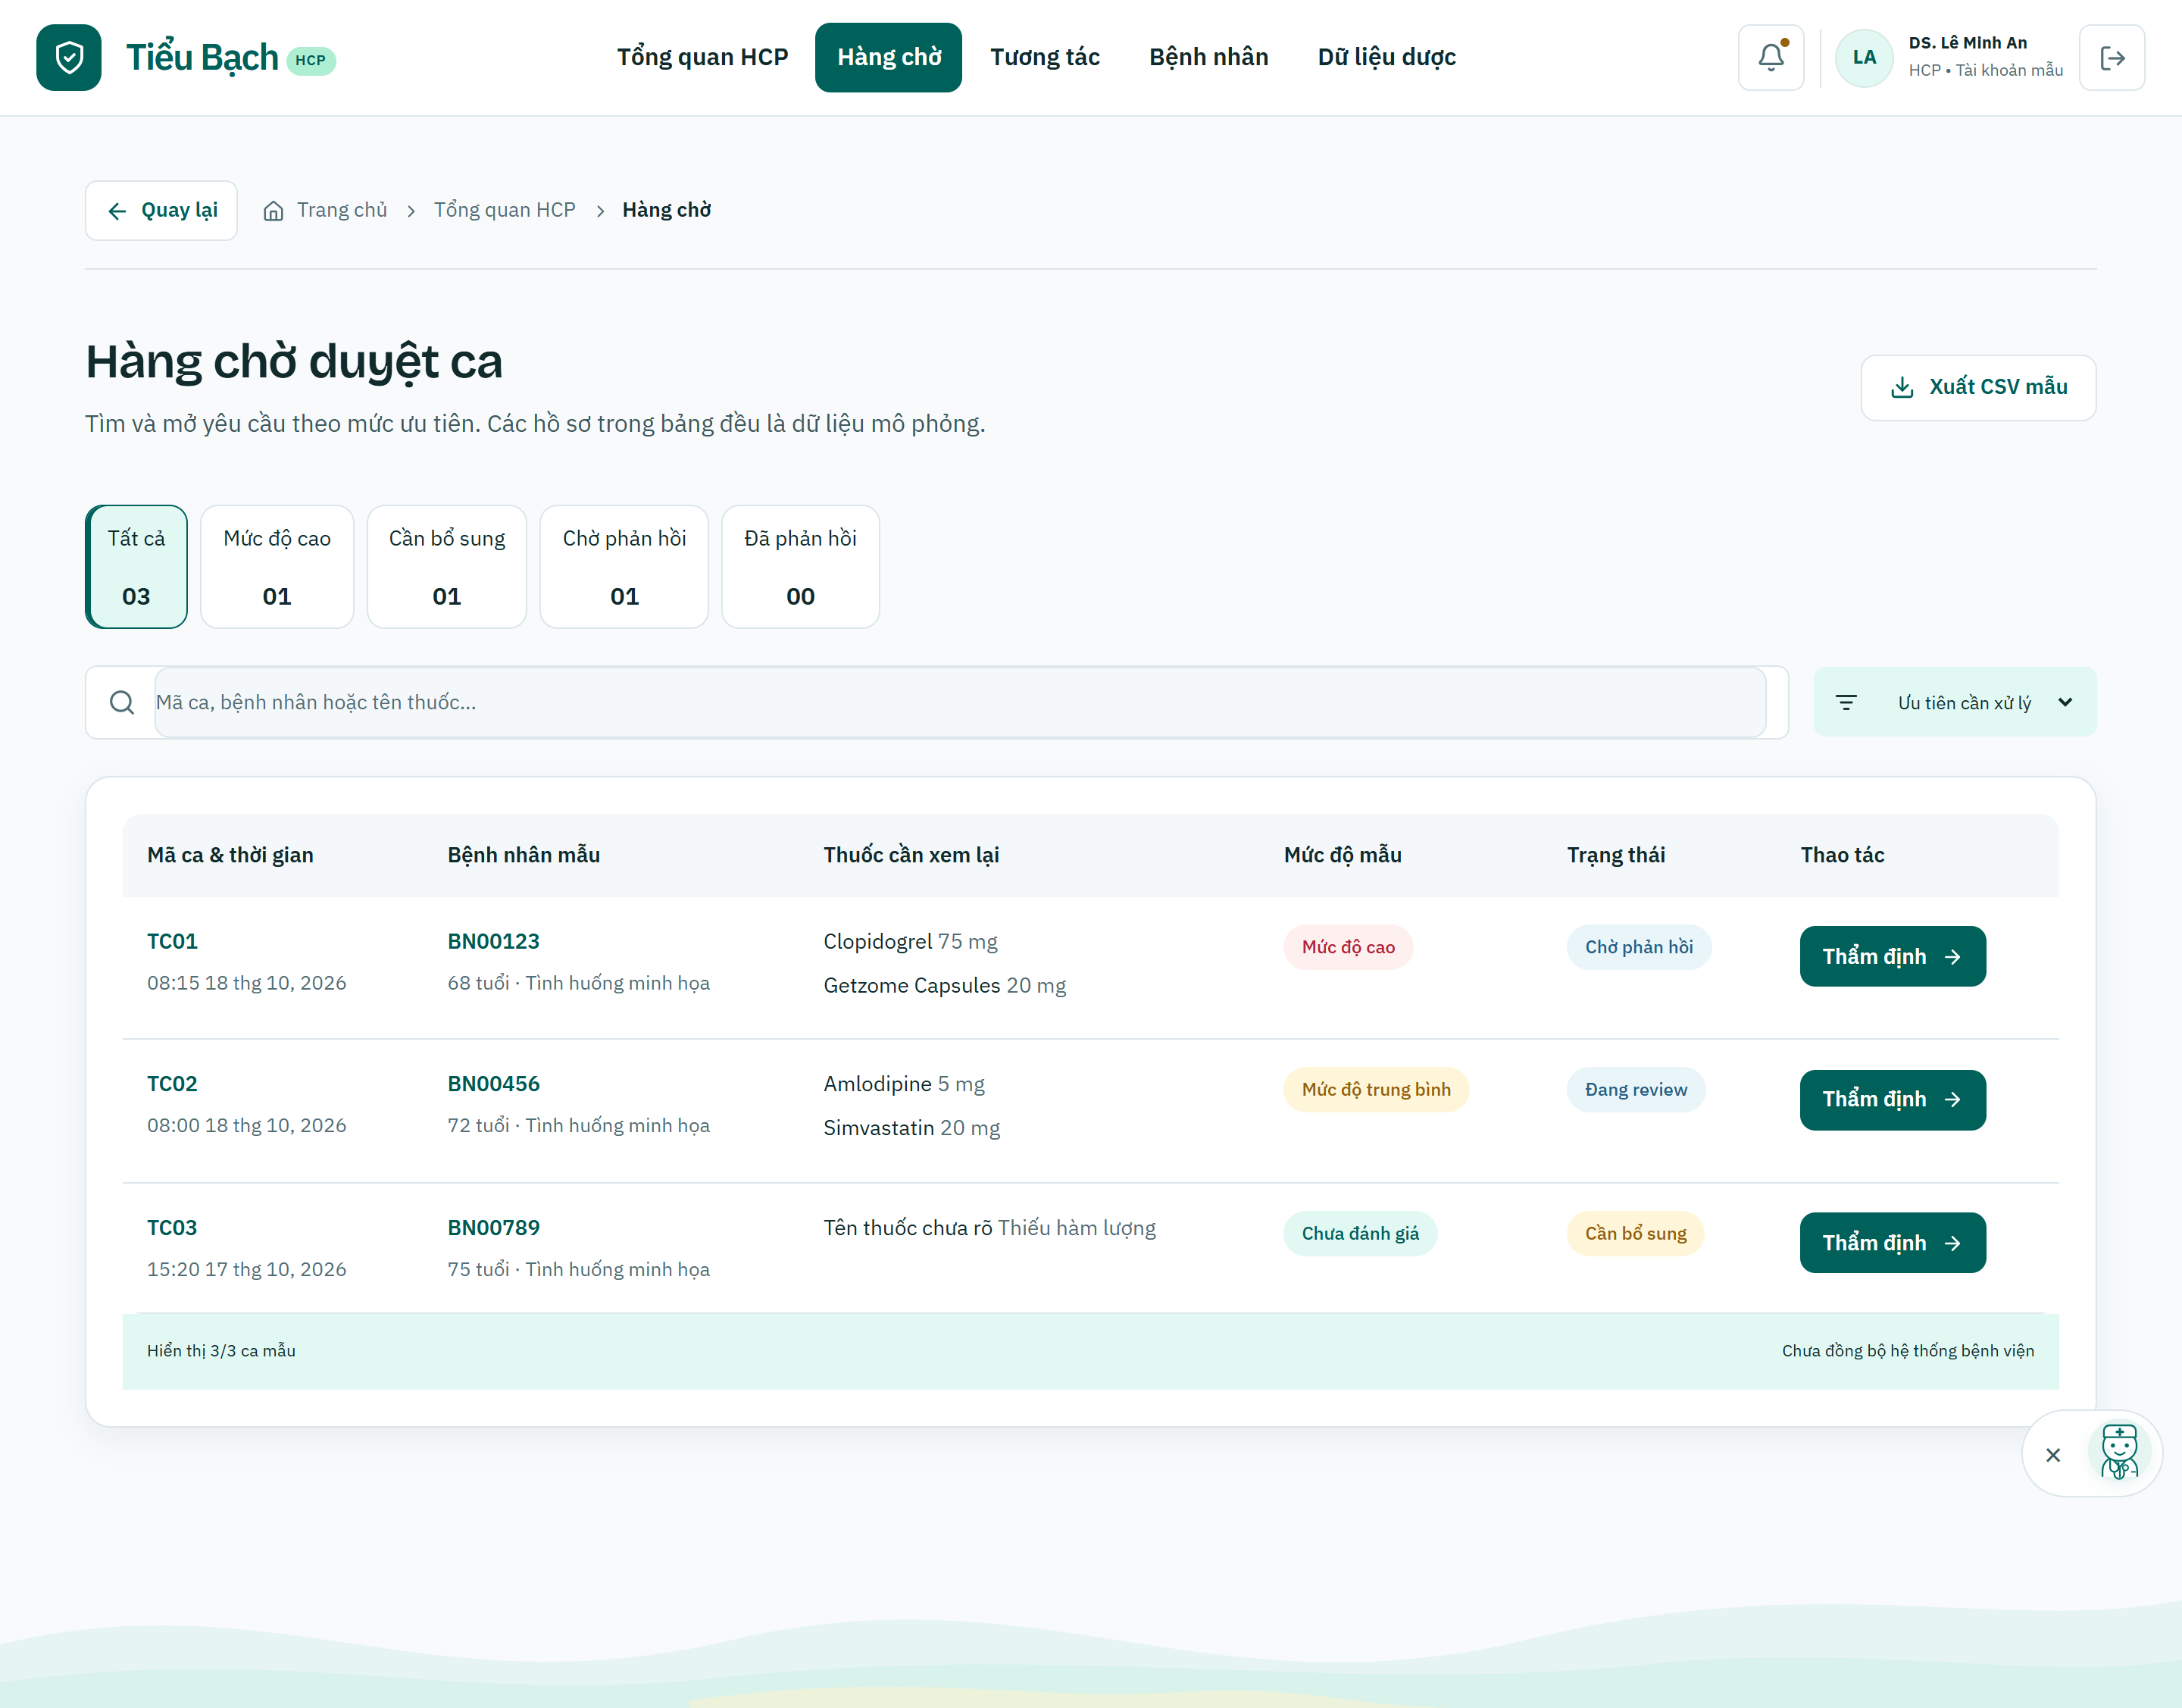 Tiểu Bạch HCP
Tổng quan HCP
Hàng chờ
Tương tác
Bệnh nhân
Dữ liệu dược
LA
DS. Lê Minh An
HCP • Tài khoản mẫu
Quay lại
Trang chủ > Tổng quan HCP > Hàng chờ
Hàng chờ duyệt ca
Tìm và mở yêu cầu theo mức ưu tiên. Các hồ sơ trong bảng đều là dữ liệu mô phỏng.
Xuất CSV mẫu
Tất cả
03
Mức độ cao
01
Cần bổ sung
01
Chờ phản hồi
01
Đã phản hồi
00
Mã ca, bệnh nhân hoặc tên thuốc...
Ưu tiên cần xử lý
Mã ca & thời gian
Bệnh nhân mẫu
Thuốc cần xem lại
Mức độ mẫu
Trạng thái
Thao tác
TC01
08:15 18 thg 10, 2026
BN00123
68 tuổi · Tình huống minh họa
Clopidogrel 75 mg
Getzome Capsules 20 mg
Mức độ cao
Chờ phản hồi
Thẩm định
TC02
08:00 18 thg 10, 2026
BN00456
72 tuổi · Tình huống minh họa
Amlodipine 5 mg
Simvastatin 20 mg
Mức độ trung bình
Đang review
Thẩm định
TC03
15:20 17 thg 10, 2026
BN00789
75 tuổi · Tình huống minh họa
Tên thuốc chưa rõ Thiếu hàm lượng
Chưa đánh giá
Cần bổ sung
Thẩm định
Hiển thị 3/3 ca mẫu
Chưa đồng bộ hệ thống bệnh viện